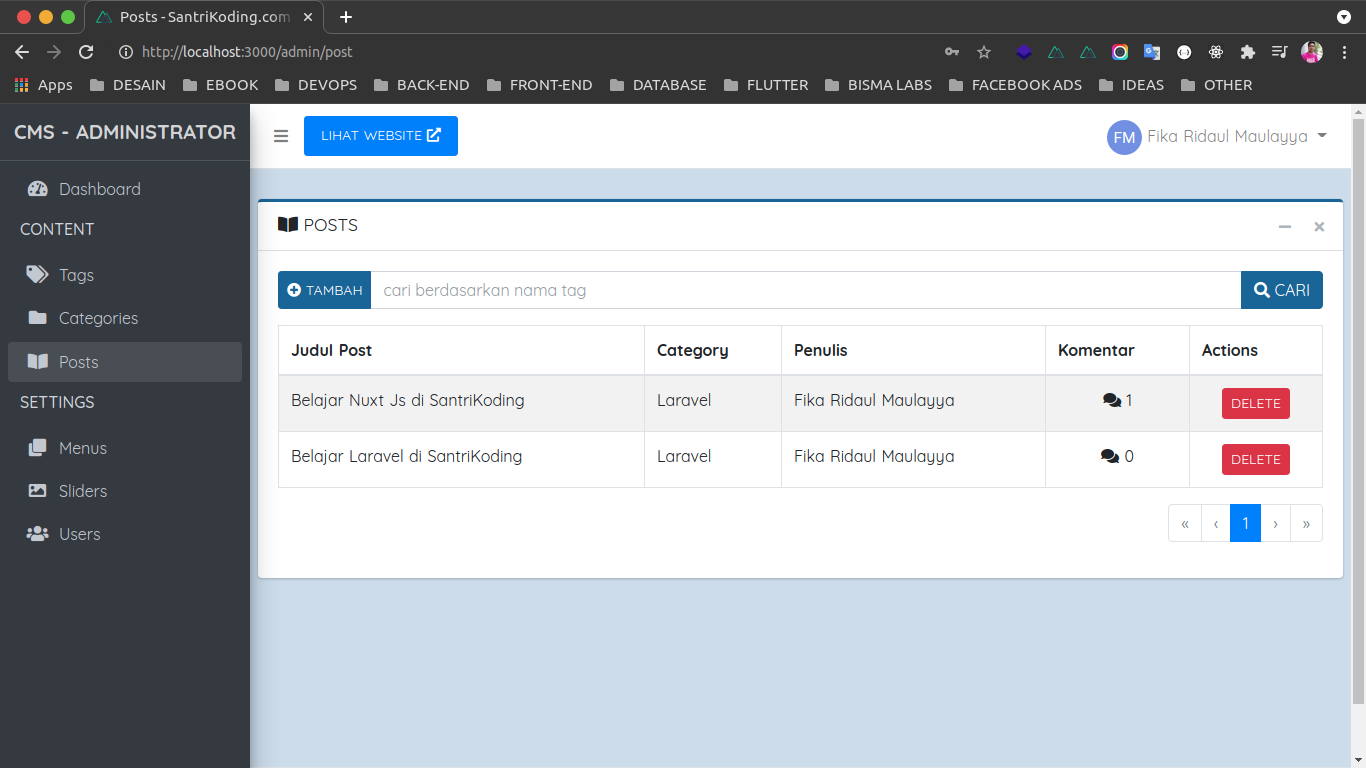 Posts - SantriKoding.com
http://localhost:3000/admin/post
Apps DESAIN EBOOK DEVOPS BACK-END FRONT-END DATABASE FLUTTER BISMA LABS FACEBOOK ADS IDEAS OTHER
CMS - ADMINISTRATOR
LIHAT WEBSITE
FM Fika Ridaul Maulayya
Dashboard
CONTENT
Tags
Categories
Posts
SETTINGS
Menus
Sliders
Users
POSTS
TAMBAH cari berdasarkan nama tag CARI
Judul Post Category Penulis Komentar Actions
Belajar Nuxt Js di SantriKoding Laravel Fika Ridaul Maulayya 1 DELETE
Belajar Laravel di SantriKoding Laravel Fika Ridaul Maulayya 0 DELETE
« ‹ 1 › »